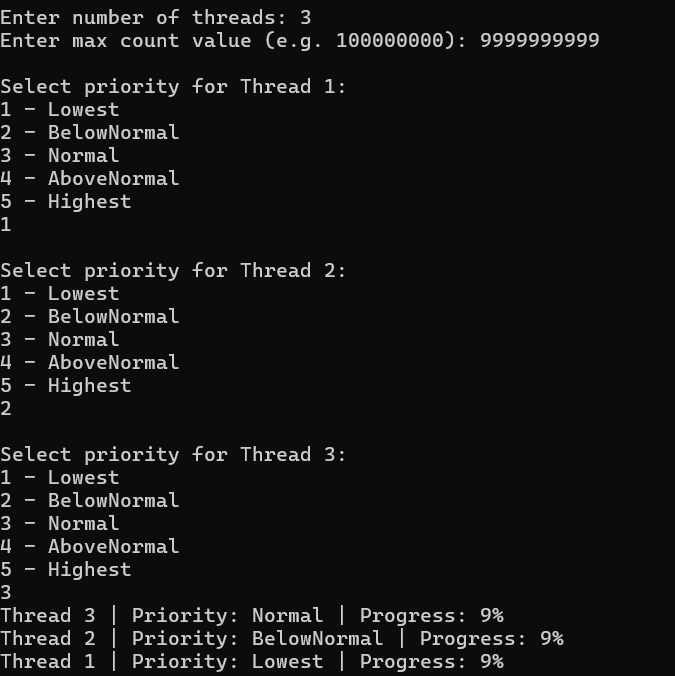 Enter number of threads: 3
Enter max count value (e.g. 100000000): 9999999999
Select priority for Thread 1:
1 - Lowest
2 - BelowNormal
3 - Normal
4 - AboveNormal
5 - Highest
1
Select priority for Thread 2:
1 - Lowest
2 - BelowNormal
3 - Normal
4 - AboveNormal
5 - Highest
2
Select priority for Thread 3:
1 - Lowest
2 - BelowNormal
3 - Normal
4 - AboveNormal
5 - Highest
3
Thread 3 | Priority: Normal | Progress: 9%
Thread 2 | Priority: BelowNormal | Progress: 9%
Thread 1 | Priority: Lowest | Progress: 9%